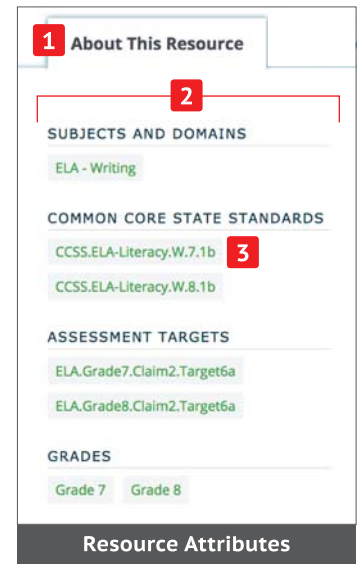 1 About This Resource
2
SUBJECTS AND DOMAINS
ELA - Writing
COMMON CORE STATE STANDARDS
CCSS.ELA-Literacy.W.7.1b 3
CCSS.ELA-Literacy.W.8.1b
ASSESSMENT TARGETS
ELA.Grade7.Claim2.Target6a
ELA.Grade8.Claim2.Target6a
GRADES
Grade 7 Grade 8
Resource Attributes